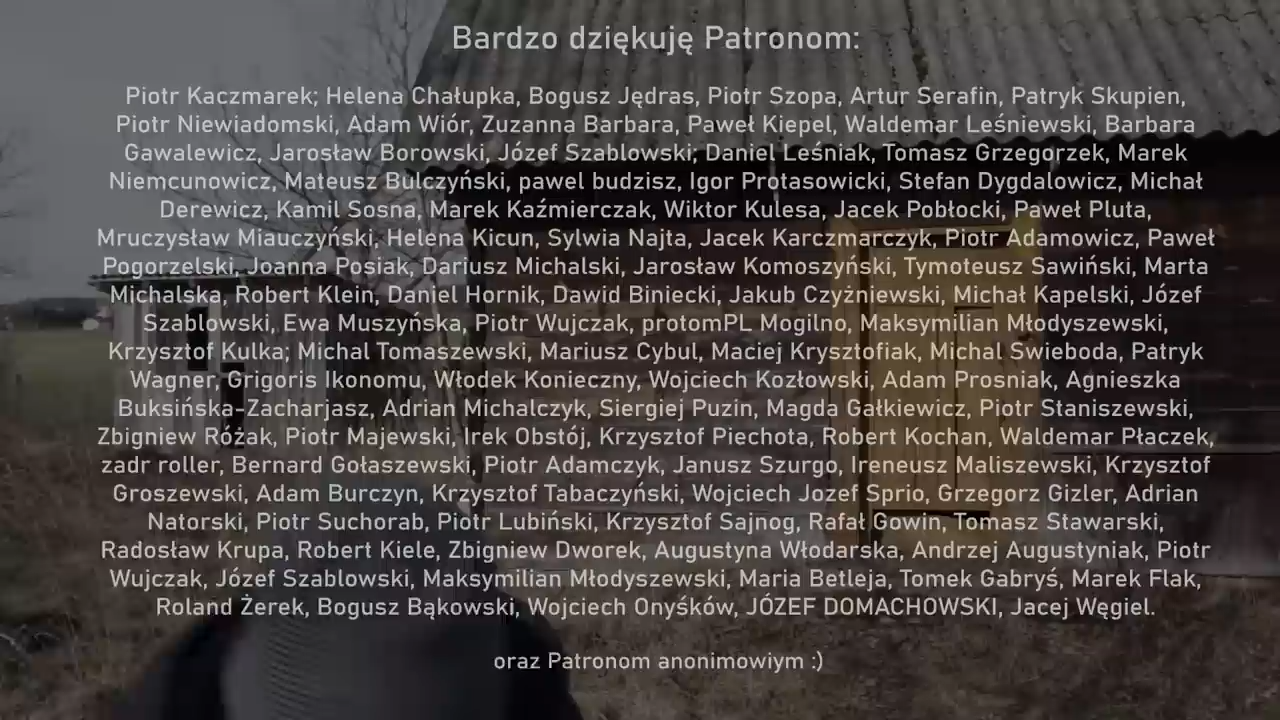 Bardzo dziękuję Patronom:
Piotr Kaczmarek; Helena Chałupka, Bogusz Jędras, Piotr Szopa, Artur Serafin, Patryk Skupien,
Piotr Niewiadomski, Adam Wiór, Zuzanna Barbara, Paweł Kiepel, Waldemar Leśniewski, Barbara
Gawalewicz, Jarosław Borowski, Józef Szablowski; Daniel Leśniak, Tomasz Grzegorzek, Marek
Niemcunowicz, Mateusz Bulczyński, pawel budzisz, Igor Protasowicki, Stefan Dygdalowicz, Michał
Derewicz, Kamil Sosna, Marek Kaźmierczak, Wiktor Kulesa, Jacek Pobłocki, Paweł Pluta,
Mruczysław Miauczyński, Helena Kicun, Sylwia Najta, Jacek Karczmarczyk, Piotr Adamowicz, Paweł
Pogorzelski, Joanna Posiak, Dariusz Michalski, Jarosław Komoszyński, Tymoteusz Sawiński, Marta
Michalska, Robert Klein, Daniel Hornik, Dawid Biniecki, Jakub Czyżniewski, Michał Kapelski, Józef
Szablowski, Ewa Muszyńska, Piotr Wujczak, protomPL Mogilno, Maksymilian Młodyszewski,
Krzysztof Kulka; Michal Tomaszewski, Mariusz Cybul, Maciej Krysztofiak, Michal Swieboda, Patryk
Wagner, Grigoris Ikonomu, Włodek Konieczny, Wojciech Kozłowski, Adam Prosniak, Agnieszka
Buksińska-Zacharjasz, Adrian Michalczyk, Siergiej Puzin, Magda Gałkiewicz, Piotr Staniszewski,
Zbigniew Różak, Piotr Majewski, Irek Obstój, Krzysztof Piechota, Robert Kochan, Waldemar Płaczek,
zadr roller, Bernard Gołaszewski, Piotr Adamczyk, Janusz Szurgo, Ireneusz Maliszewski, Krzysztof
Groszewski, Adam Burczyn, Krzysztof Tabaczyński, Wojciech Jozef Sprio, Grzegorz Gizler, Adrian
Natorski, Piotr Suchorab, Piotr Lubiński, Krzysztof Sajnog, Rafał Gowin, Tomasz Stawarski,
Radosław Krupa, Robert Kiele, Zbigniew Dworek, Augustyna Włodarska, Andrzej Augustyniak, Piotr
Wujczak, Józef Szablowski, Maksymilian Młodyszewski, Maria Betleja, Tomek Gabryś, Marek Flak,
Roland Żerek, Bogusz Bąkowski, Wojciech Onyśków, JÓZEF DOMACHOWSKI, Jacej Węgiel.
oraz Patronom anonimowiym :)